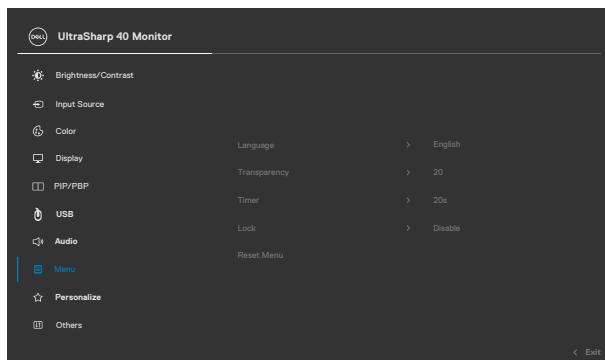 DELL UltraSharp 40 Monitor
Brightness/Contrast
Input Source
Color
Display
PIP/PBP
USB
Audio
Menu
Personalize
Others
Language > English
Transparency > 20
Timer > 20s
Lock > Disable
Reset Menu
< Exit